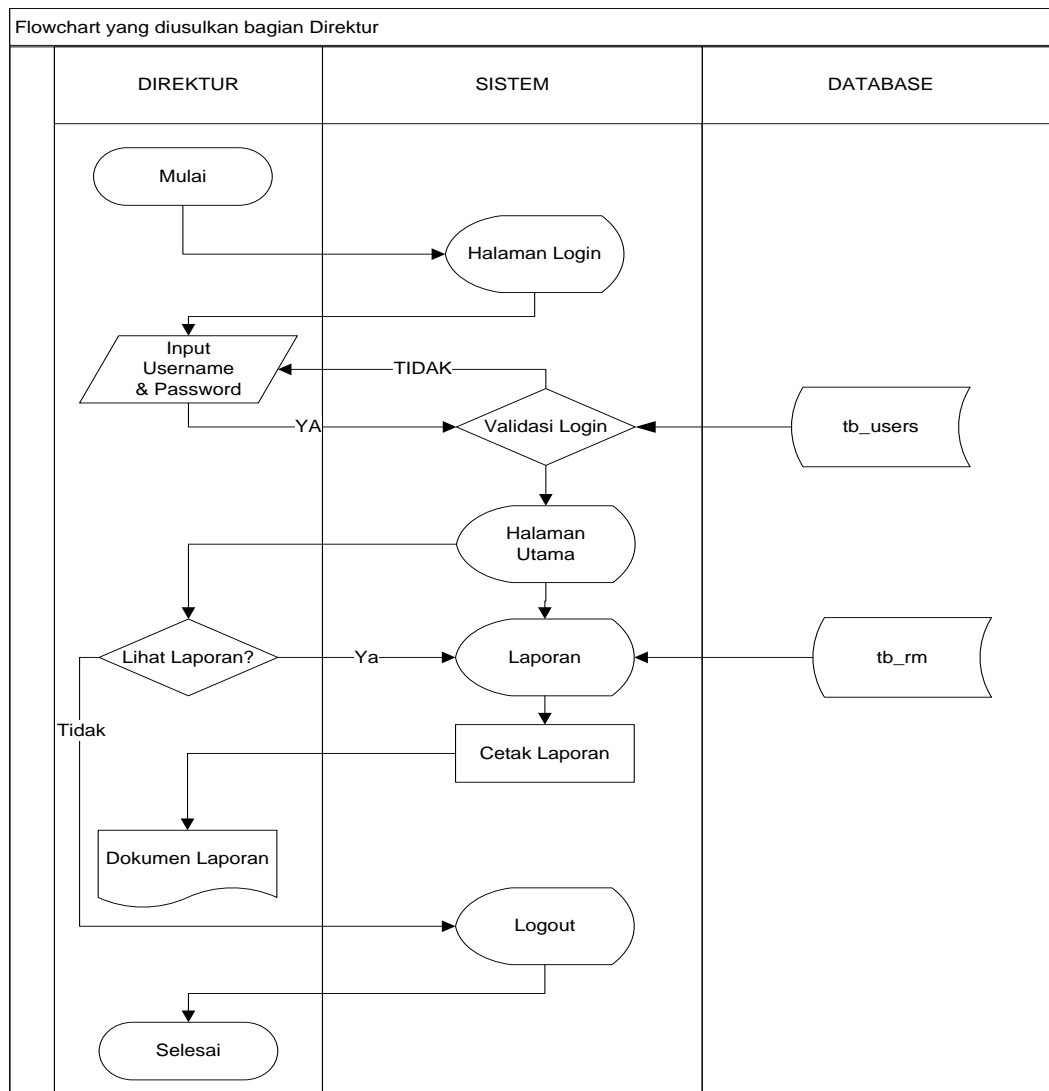 Flowchart yang diusulkan bagian Direktur
DIREKTUR
SISTEM
DATABASE
Mulai
Halaman Login
Input
Username
& Password
TIDAK
YA
Validasi Login
tb_users
Halaman
Utama
Lihat Laporan?
Ya
Laporan
tb_rm
Tidak
Cetak Laporan
Dokumen Laporan
Logout
Selesai